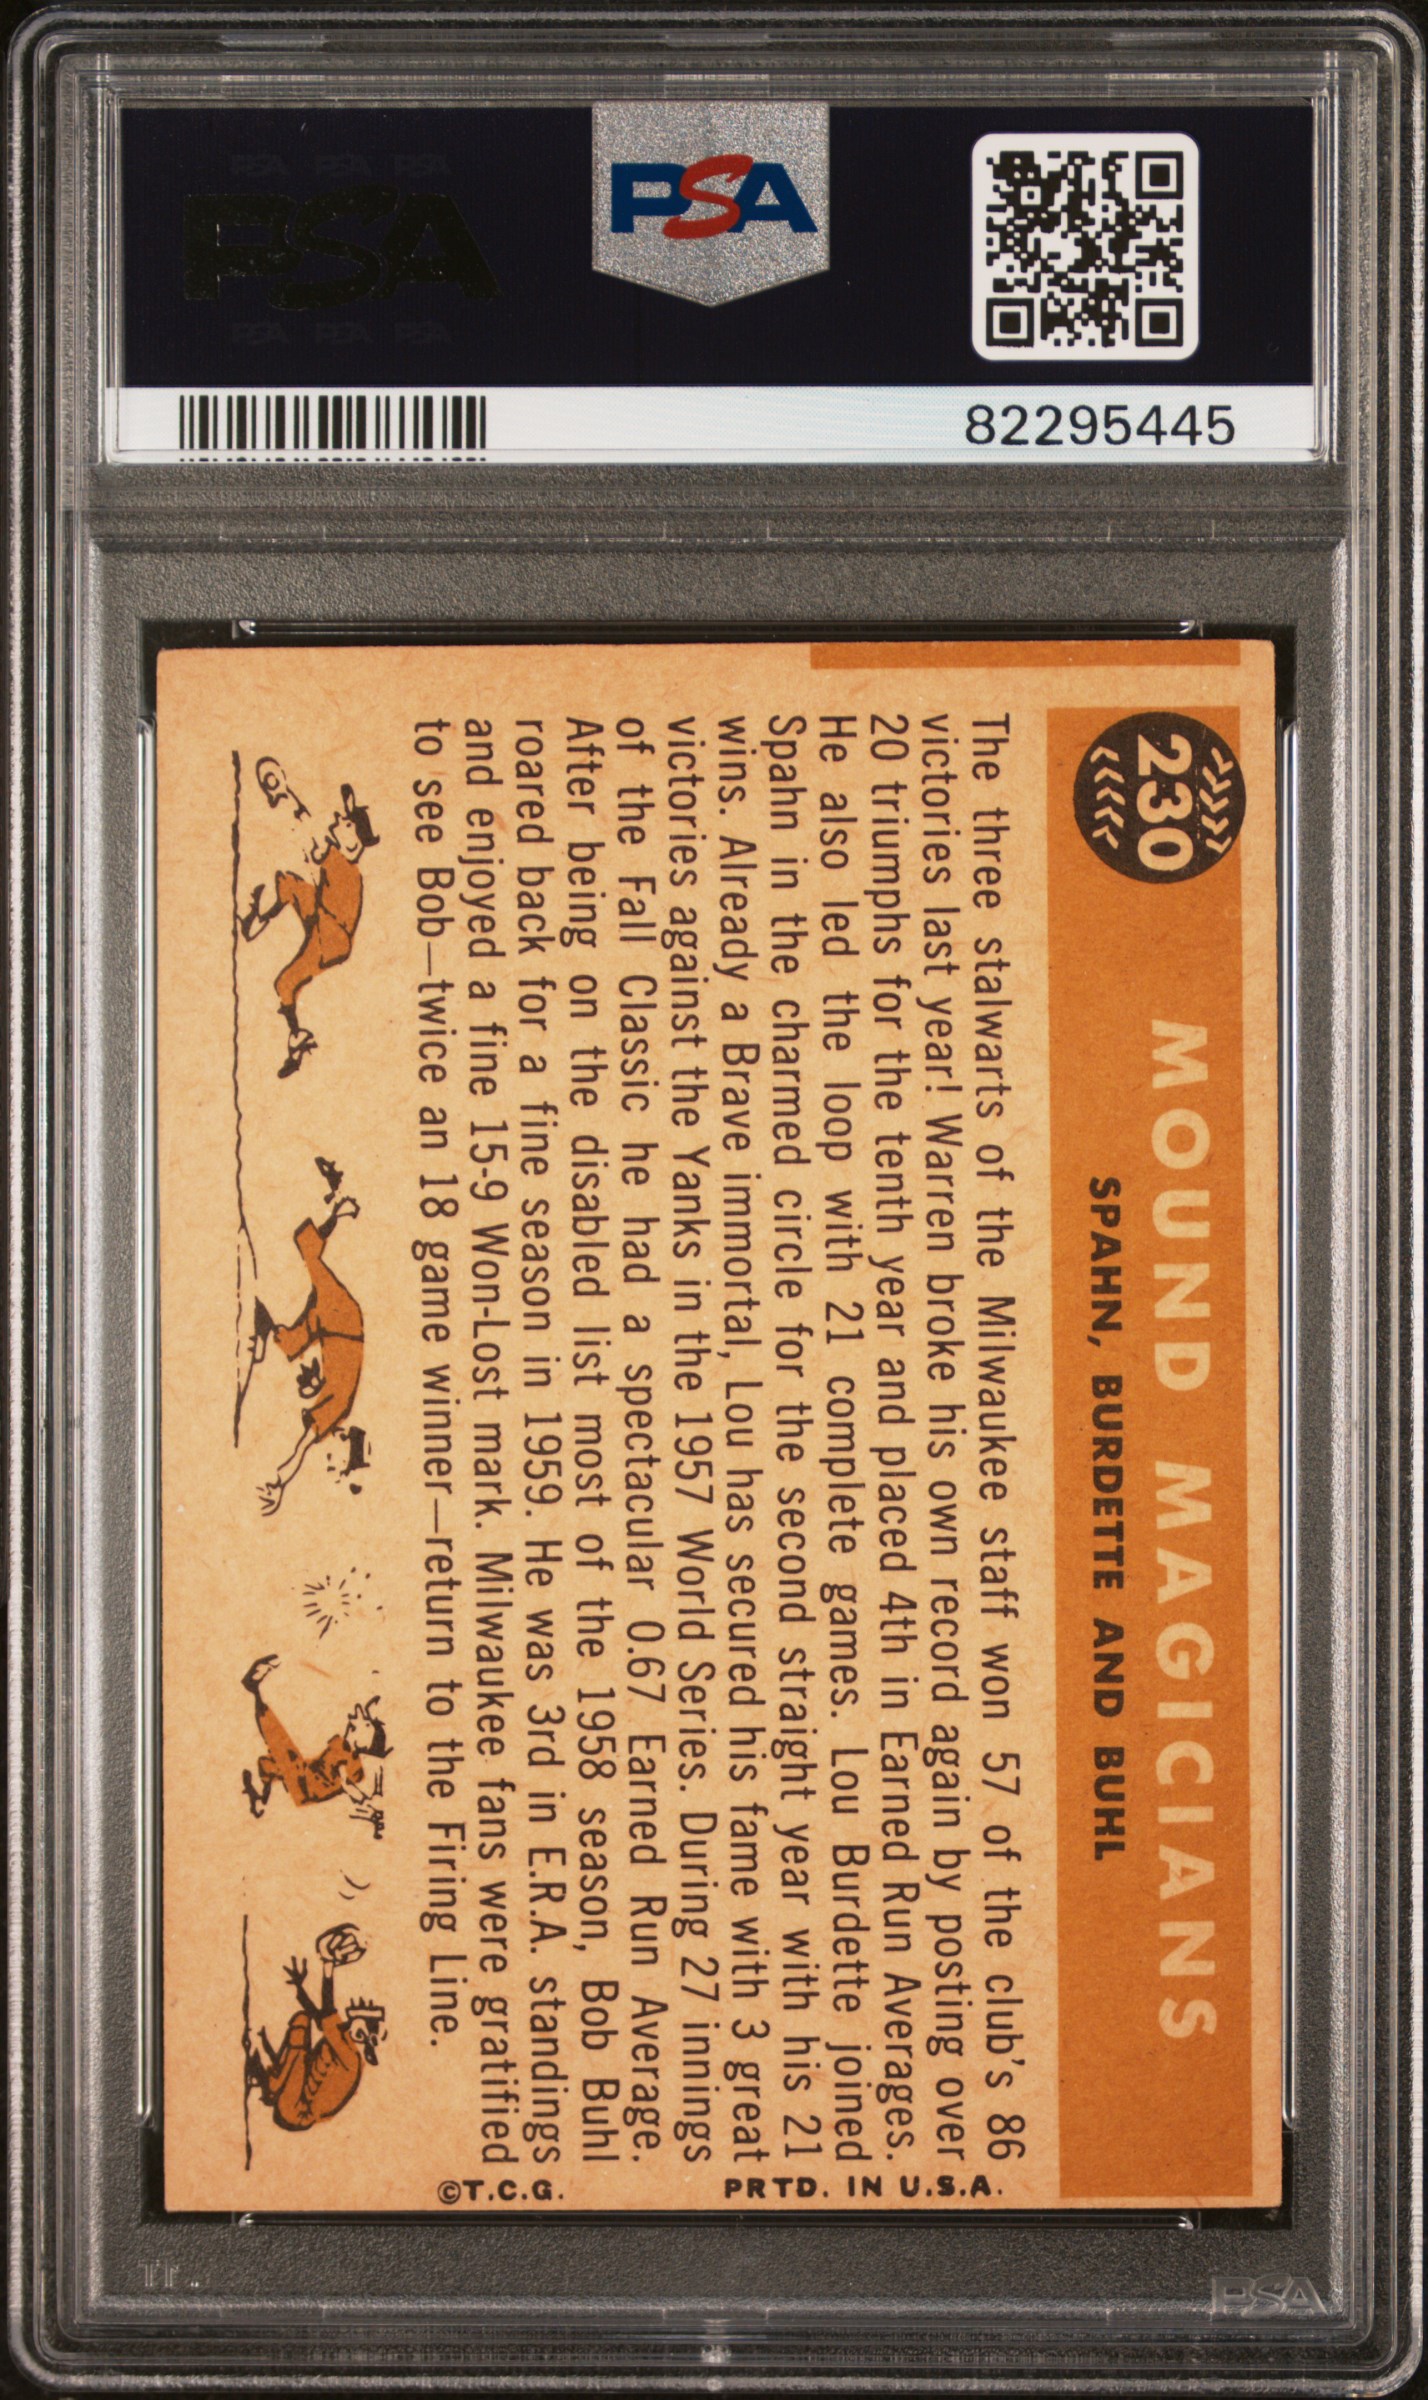 PSA PSA PSA
PSA
PSA PSA PSA
PSA
82295445
230
MOUND MAGICIANS
SPAHN, BURDETTE AND BUHL
The three stalwarts of the Milwaukee staff won 57 of the club's 86
victories last year! Warren broke his own record again by posting over
20 triumphs for the tenth year and placed 4th in Earned Run Averages.
He also led the loop with 21 complete games. Lou Burdette joined
Spahn in the charmed circle for the second straight year with his 21
wins. Already a Brave immortal, Lou has secured his fame with 3 great
victories against the Yanks in the 1957 World Series. During 27 innings
of the Fall Classic he had a spectacular 0.67 Earned Run Average.
After being on the disabled list most of the 1958 season, Bob Buhl
roared back for a fine season in 1959. He was 3rd in E.R.A. standings
and enjoyed a fine 15-9 Won-Lost mark. Milwaukee fans were gratified
to see Bob—twice an 18 game winner—return to the Firing Line.
PRTD. IN U.S.A.
©T.C.G.
PSA